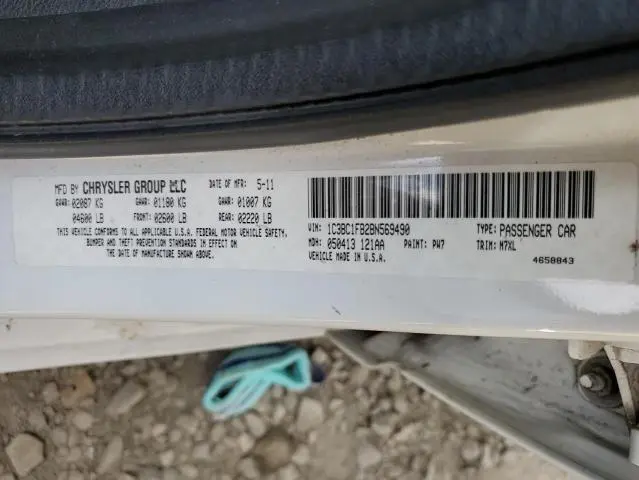 MFD BY CHRYSLER GROUP LLC DATE OF MFR: 5-11
GVWR: 02087 KG GAWR: 01180 KG GAWR: 01007 KG
04600 LB FRONT: 02600 LB REAR: 02220 LB
THIS VEHICLE CONFORMS TO ALL APPLICABLE U.S.A. FEDERAL MOTOR VEHICLE SAFETY,
BUMPER AND THEFT PREVENTION STANDARDS IN EFFECT ON
THE DATE OF MANUFACTURE SHOWN ABOVE.
VIN: 1C3BC1FB2BN569490 TYPE: PASSENGER CAR
MDH: 050413 121AA PAINT: PW7 TRIM: M7XL
VEHICLE MADE IN U.S.A.
4658843